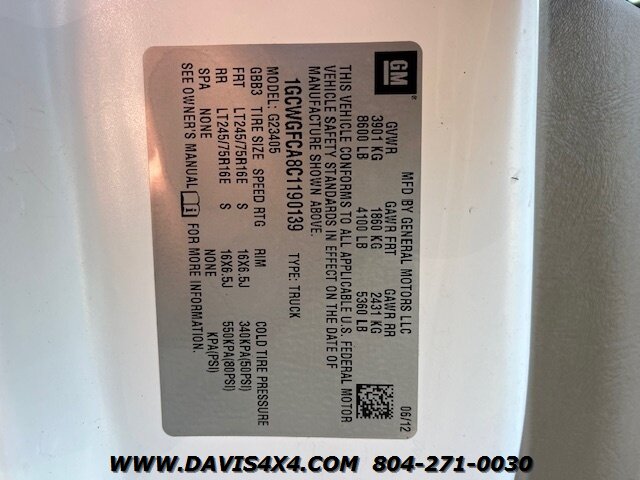 GM
MFD BY GENERAL MOTORS LLC 06/12
GVWR GAWR FRT GAWR RR
3901 KG 1860 KG 2431 KG
8600 LB 4100 LB 5360 LB
THIS VEHICLE CONFORMS TO ALL APPLICABLE U.S. FEDERAL MOTOR
VEHICLE SAFETY STANDARDS IN EFFECT ON THE DATE OF
MANUFACTURE SHOWN ABOVE.
1GCWGFCA8C1190139 TYPE: TRUCK
MODEL: G23405
GBB3 TIRE SIZE SPEED RTG RIM COLD TIRE PRESSURE
FRT LT245/75R16E S 16X6.5J 340KPA(50PSI)
RR LT245/75R16E S 16X6.5J 550KPA(80PSI)
SPA NONE NONE KPA(PSI)
SEE OWNER'S MANUAL i FOR MORE INFORMATION.
WWW.DAVIS4X4.COM 804-271-0030